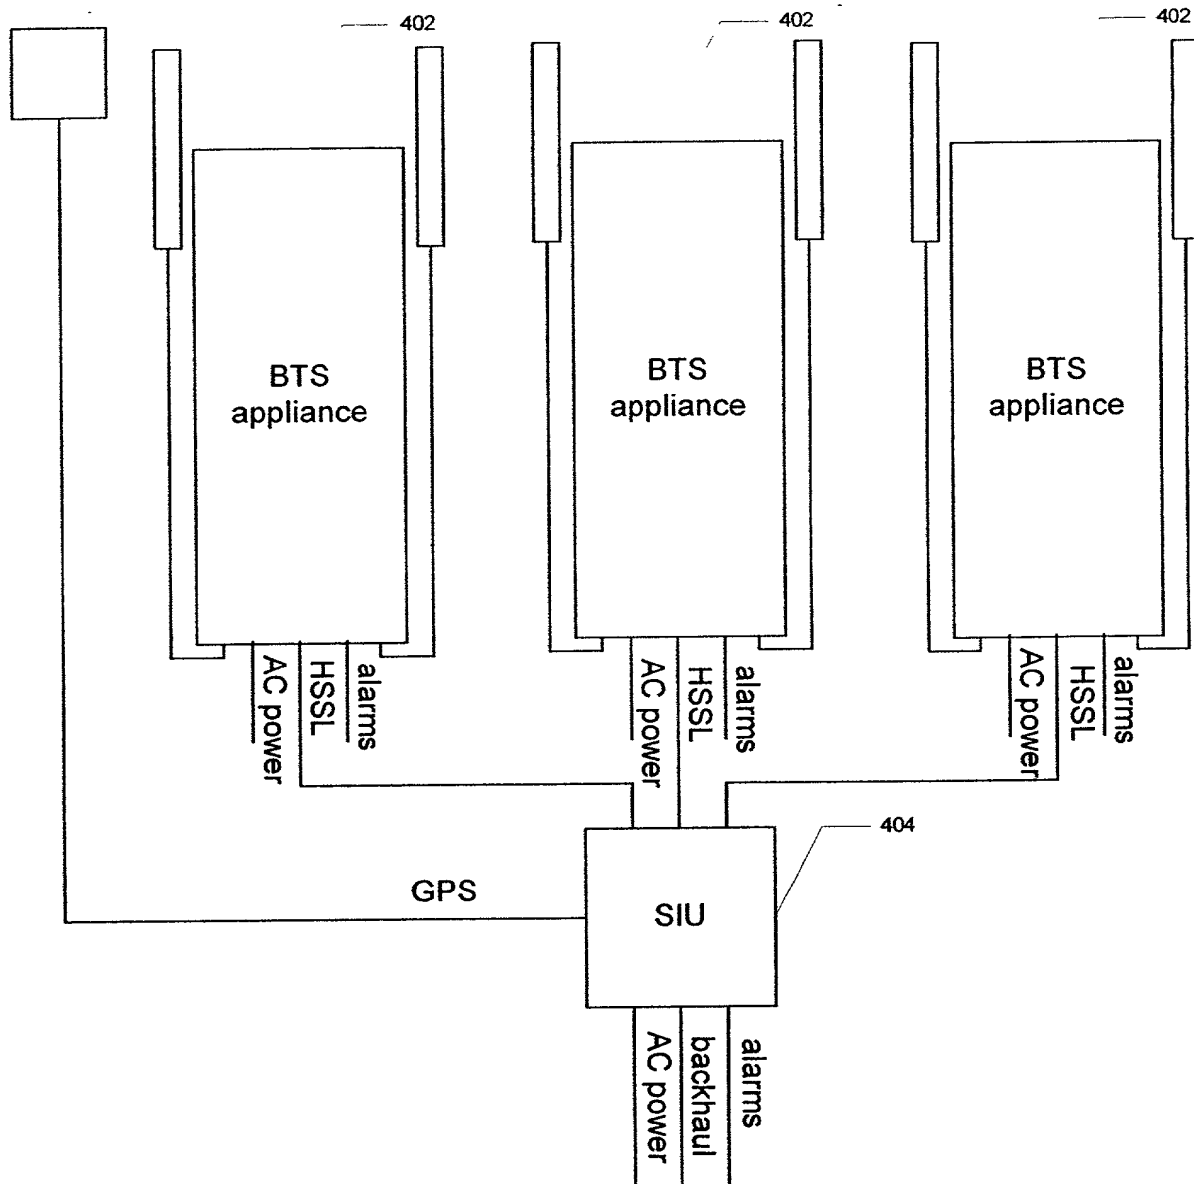 402
402
402
BTS
appliance
BTS
appliance
BTS
appliance
AC power
HSSL
alarms
AC power
HSSL
alarms
AC power
HSSL
alarms
404
GPS
SIU
AC power
backhaul
alarms